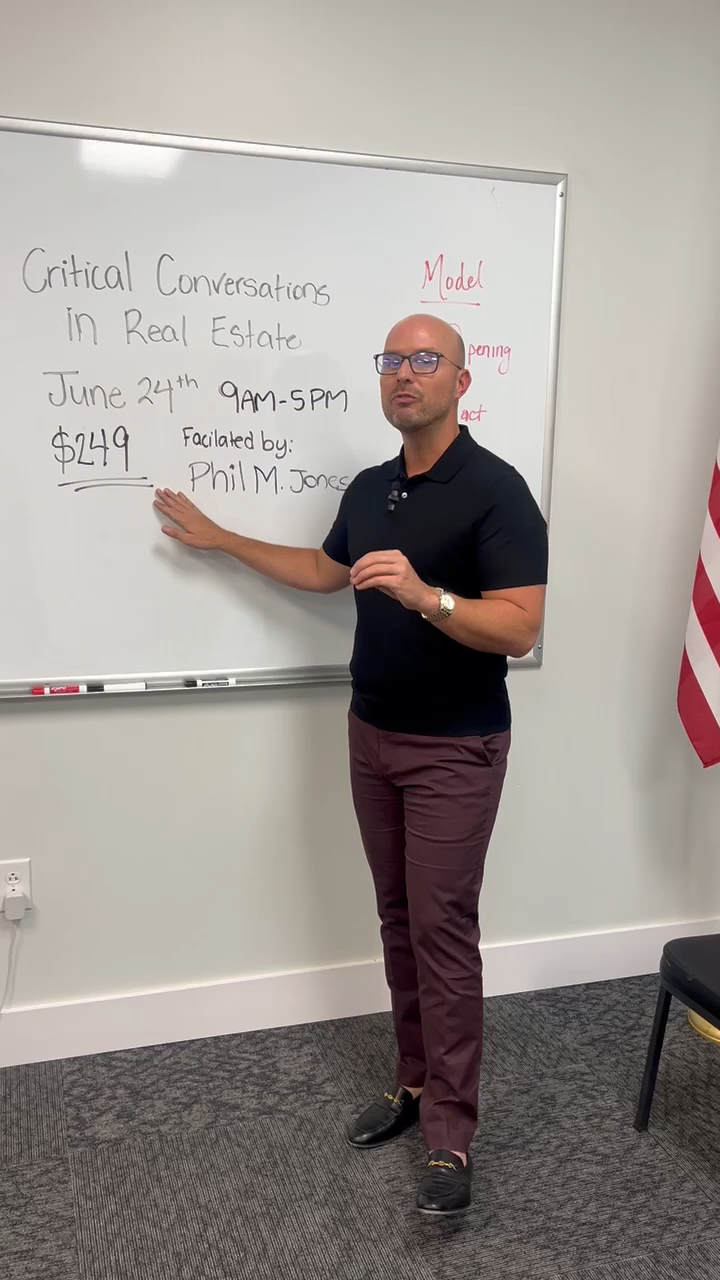 Critical Conversations
in Real Estate
June 24th 9AM-5PM
$249
Facilated by:
Phil M. Jones
Model
pening
act